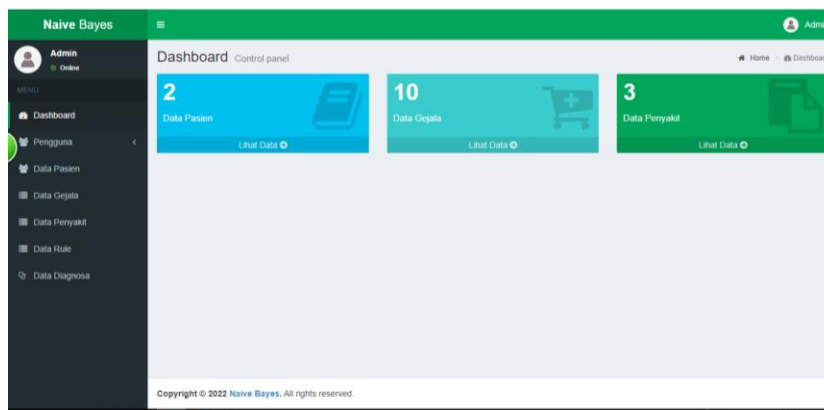 Naive Bayes
Admi
Admin
Online
Dashboard Control panel
Home > Dashboar
MENU
Dashboard
Pengguna
Data Pasien
Data Gejala
Data Penyakit
Data Rule
Data Diagnosa
2
Data Pasien
Lihat Data
10
Data Gejala
Lihat Data
3
Data Penyakit
Lihat Data
Copyright © 2022 Naive Bayes. All rights reserved.